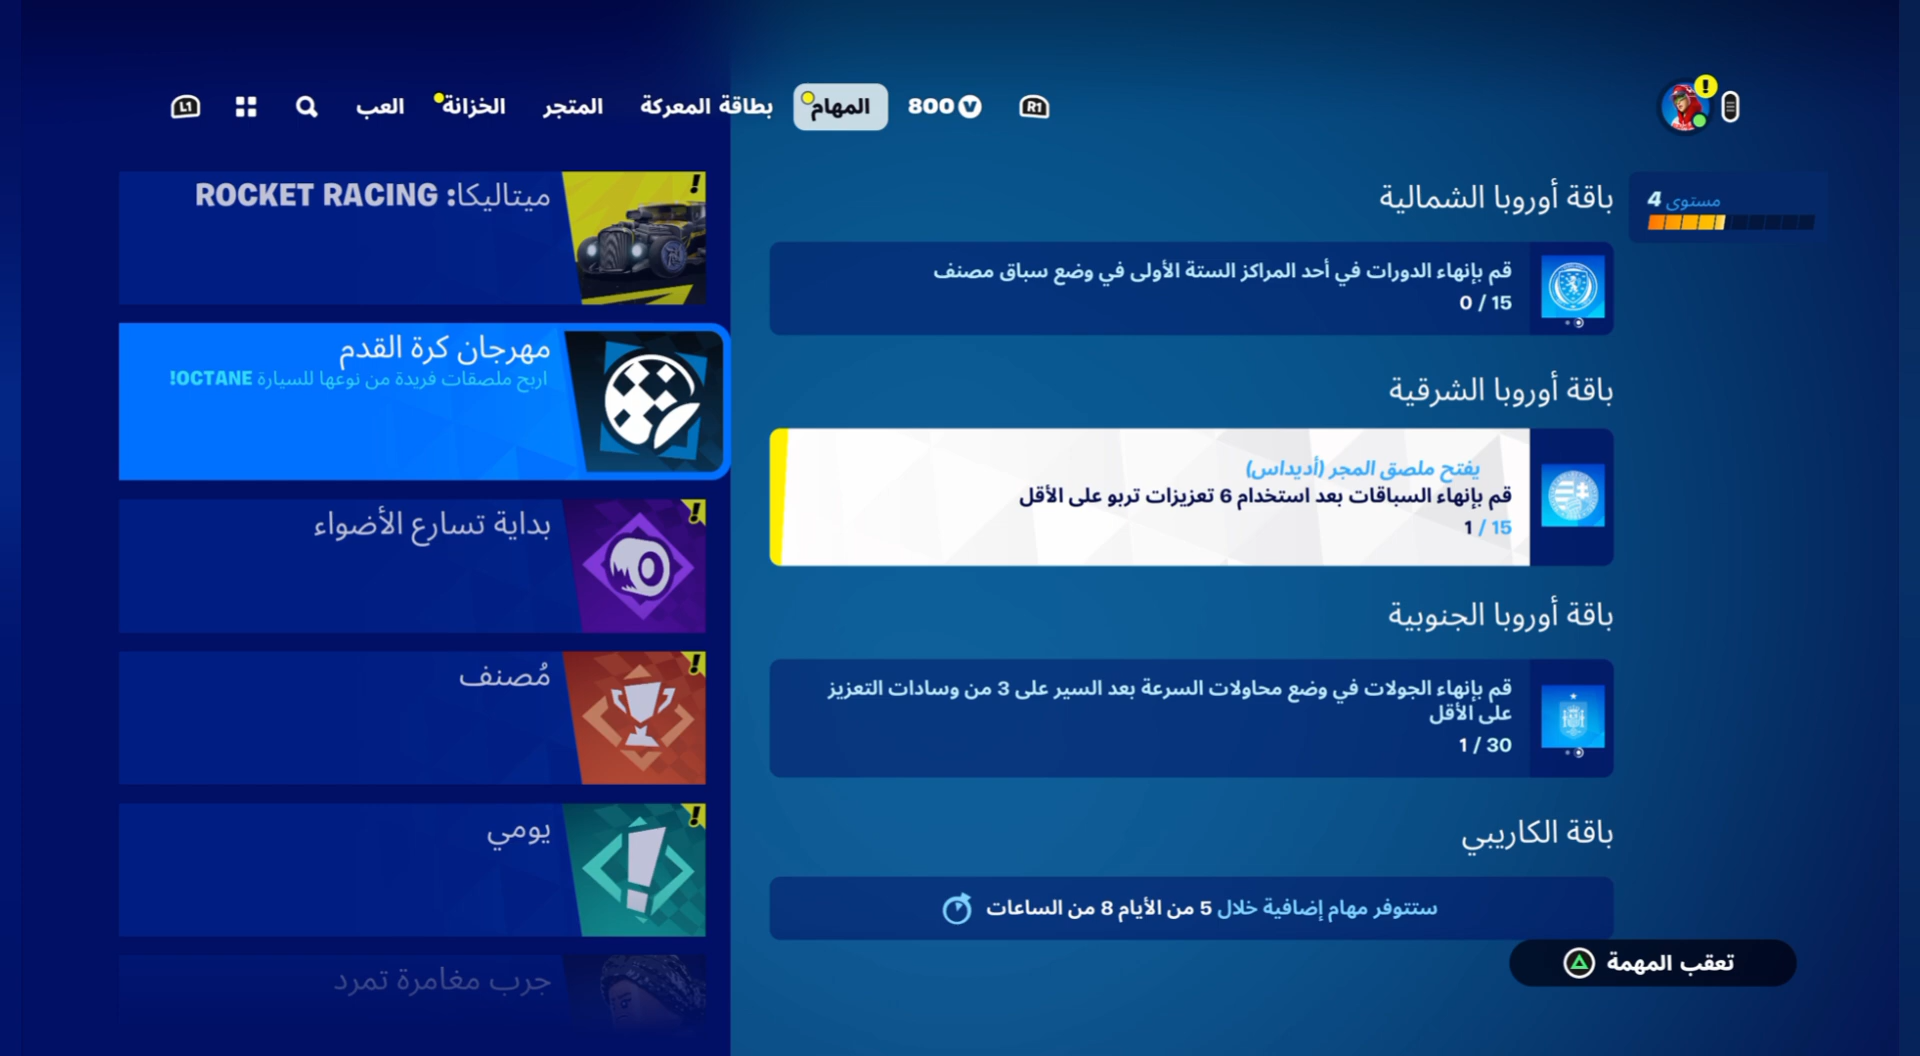 L1
العب
الخزانة
المتجر
بطاقة المعركة
المهام
800
R1
ميتاليكا: ROCKET RACING
مهرجان كرة القدم
اربح ملصقات فريدة من نوعها للسيارة OCTANE!
بداية تسارع الأضواء
مُصنف
يومي
جرب مغامرة تمرد
مستوى 4
باقة أوروبا الشمالية
قم بإنهاء الدورات في أحد المراكز الستة الأولى في وضع سباق مصنف
0 / 15
باقة أوروبا الشرقية
يفتح ملصق المجر (أديداس)
قم بإنهاء السباقات بعد استخدام 6 تعزيزات تربو على الأقل
1 / 15
باقة أوروبا الجنوبية
قم بإنهاء الجولات في وضع محاولات السرعة بعد السير على 3 من وسادات التعزيز
على الأقل
1 / 30
باقة الكاريبي
ستتوفر مهام إضافية خلال 5 من الأيام 8 من الساعات
تعقب المهمة